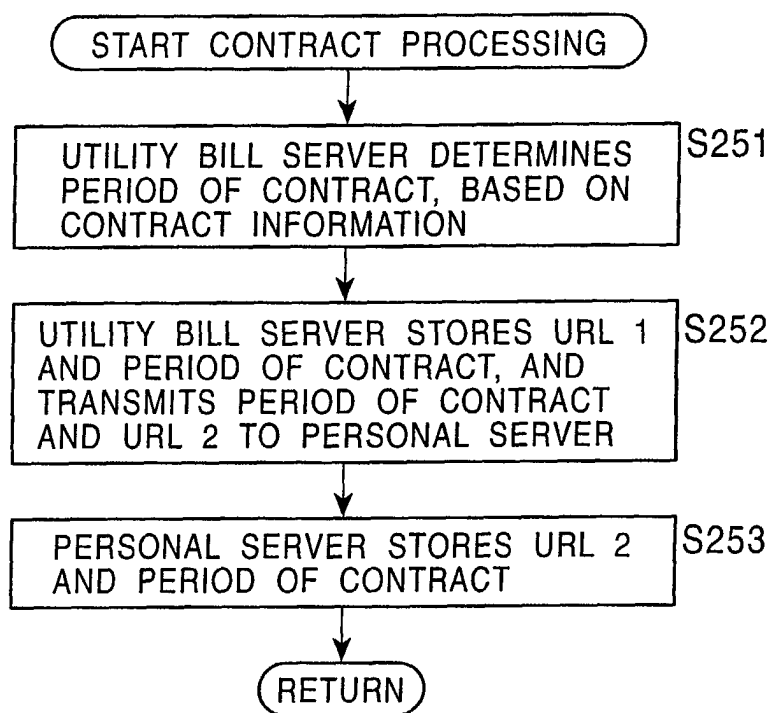 START CONTRACT PROCESSING
UTILITY BILL SERVER DETERMINES
PERIOD OF CONTRACT, BASED ON
CONTRACT INFORMATION
S251
UTILITY BILL SERVER STORES URL 1
AND PERIOD OF CONTRACT, AND
TRANSMITS PERIOD OF CONTRACT
AND URL 2 TO PERSONAL SERVER
S252
PERSONAL SERVER STORES URL 2
AND PERIOD OF CONTRACT
S253
RETURN